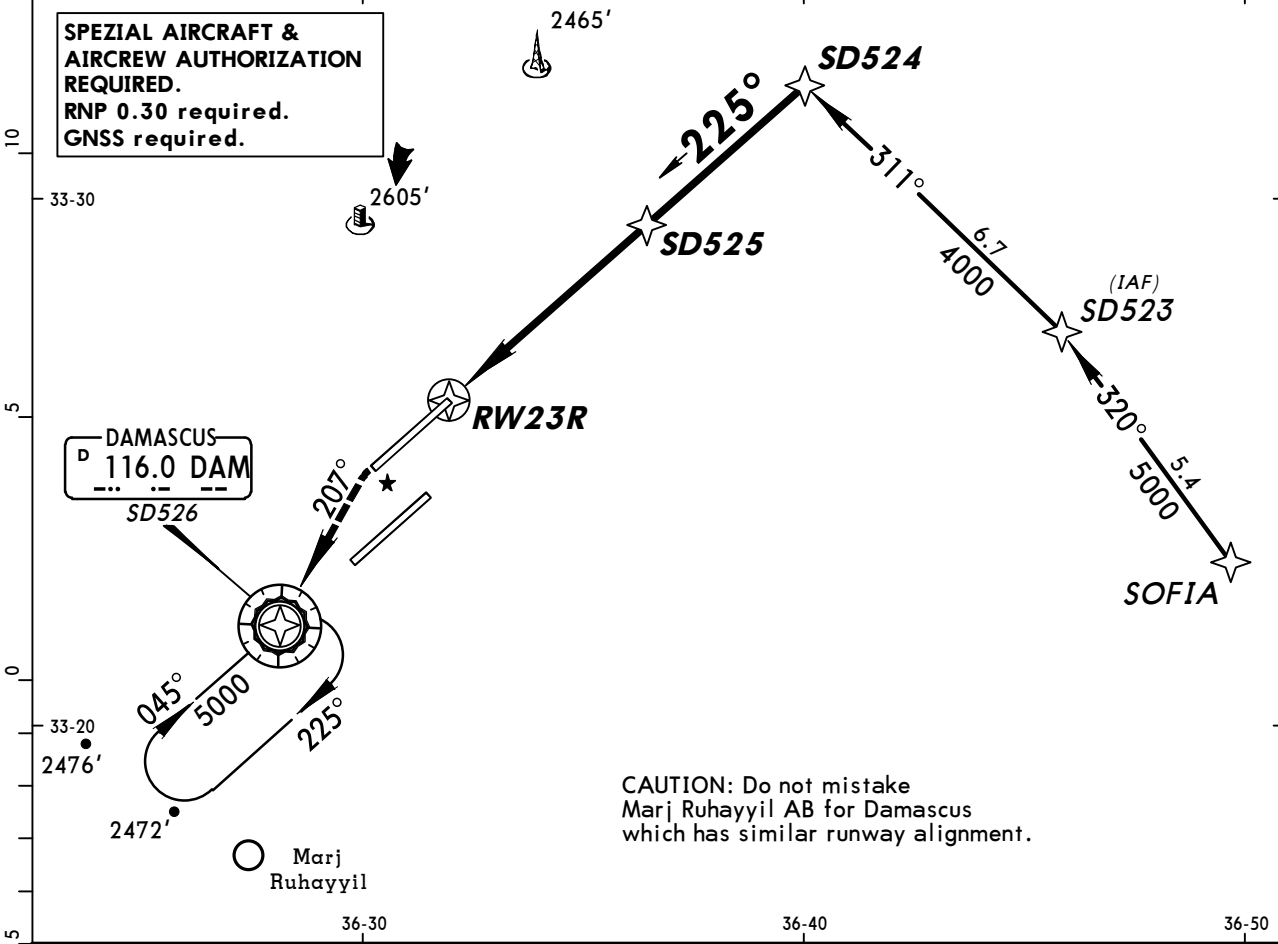 SPEZIAL AIRCRAFT &
AIRCREW AUTHORIZATION
REQUIRED.
RNP 0.30 required.
GNSS required.
2465'
SD524
225°
10
33-30
2605'
311°
6.7
4000
SD525
(IAF)
SD523
320°
5.4
5000
SOFIA
5
RW23R
DAMASCUS
D 116.0 DAM
SD526
207°
0
045°
5000
225°
33-20
2476'
2472'
Marj
Ruhayyil
CAUTION: Do not mistake
Marj Ruhayyil AB for Damascus
which has similar runway alignment.
5
36-30
36-40
36-50